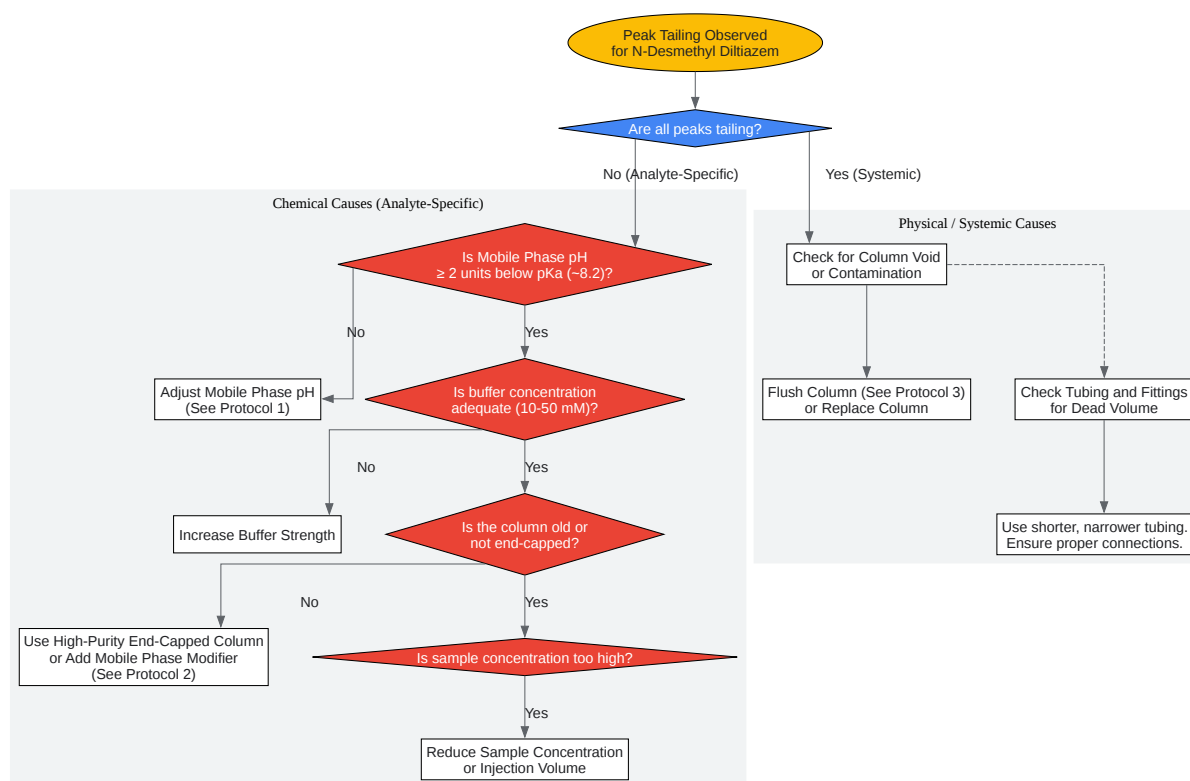 Peak Tailing Observed
for N-Desmethyl Diltiazem
Are all peaks tailing?
No (Analyte-Specific)
Yes (Systemic)
Chemical Causes (Analyte-Specific)
Is Mobile Phase pH
≥ 2 units below pKa (~8.2)?
No
Yes
Adjust Mobile Phase pH
(See Protocol 1)
Is buffer concentration
adequate (10-50 mM)?
No
Yes
Increase Buffer Strength
Is the column old or
not end-capped?
No
Yes
Use High-Purity End-Capped Column
or Add Mobile Phase Modifier
(See Protocol 2)
Is sample concentration too high?
Yes
Reduce Sample Concentration
or Injection Volume
Physical / Systemic Causes
Check for Column Void
or Contamination
Flush Column (See Protocol 3)
or Replace Column
Check Tubing and Fittings
for Dead Volume
Use shorter, narrower tubing.
Ensure proper connections.